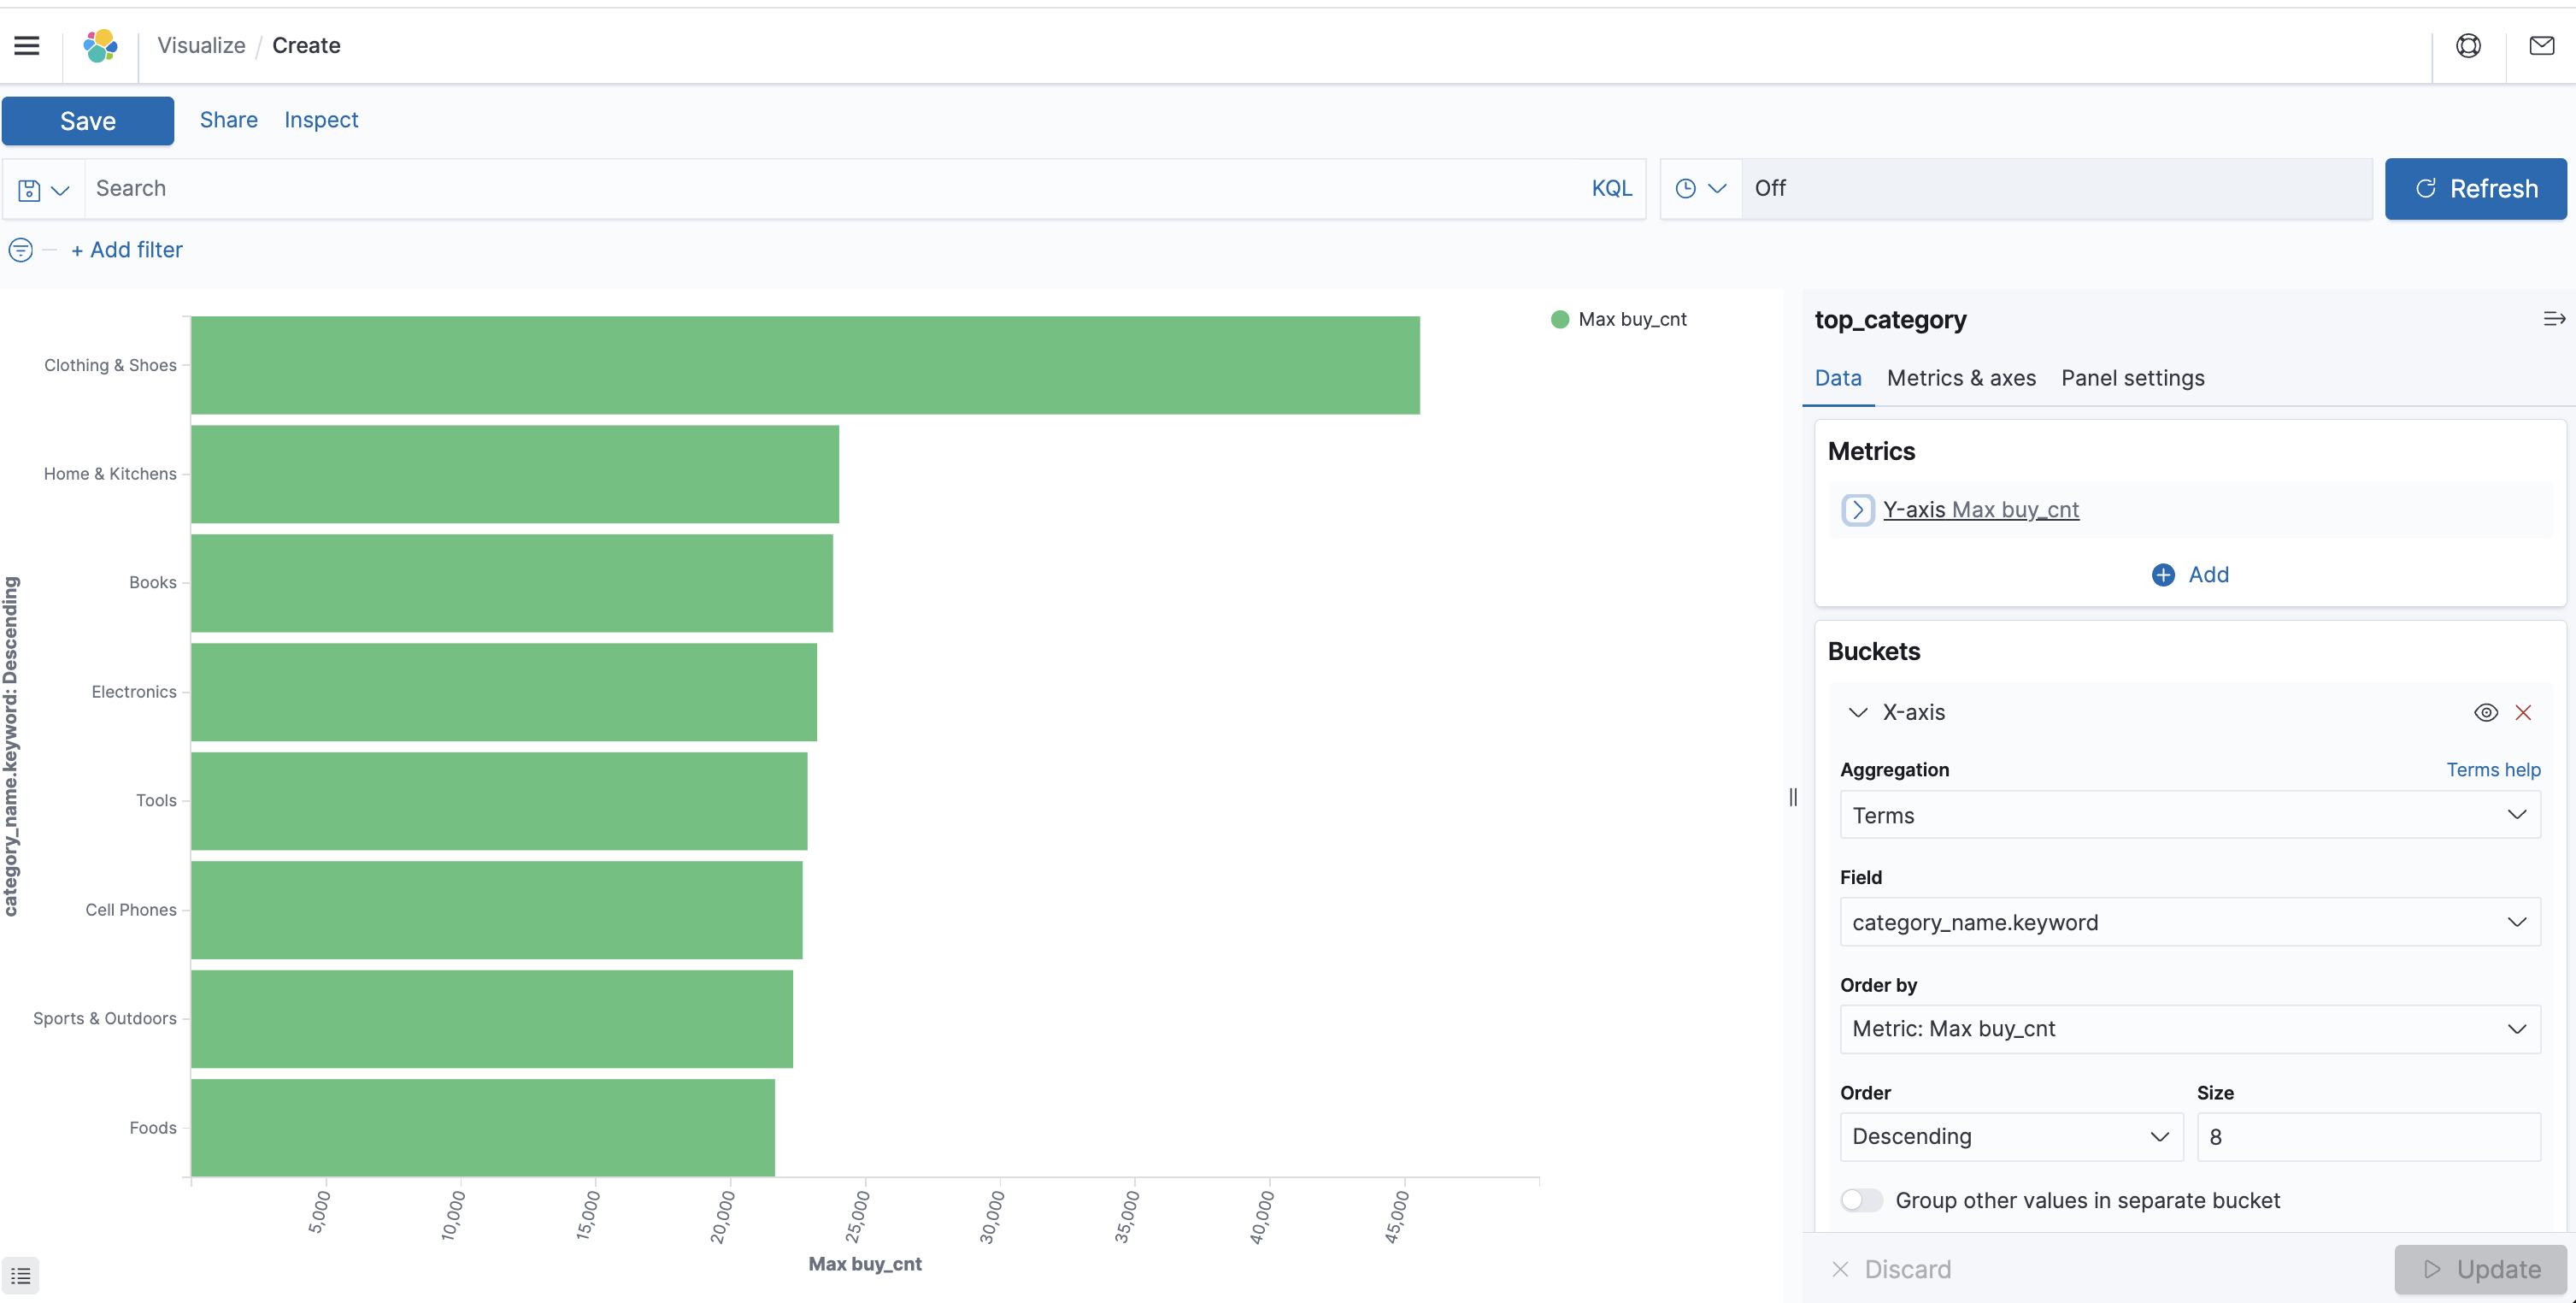 Visualize / Create
Save Share Inspect
Search KQL Off Refresh
+ Add filter
Max buy_cnt
Clothing & Shoes
Home & Kitchens
Books
Electronics
Tools
Cell Phones
Sports & Outdoors
Foods
category_name.keyword: Descending
5,000 10,000 15,000 20,000 25,000 30,000 35,000 40,000 45,000
Max buy_cnt
top_category
Data Metrics & axes Panel settings
Metrics
Y-axis Max buy_cnt
Add
Buckets
X-axis
Aggregation Terms help
Terms
Field
category_name.keyword
Order by
Metric: Max buy_cnt
Order Size
Descending 8
Group other values in separate bucket
Discard Update